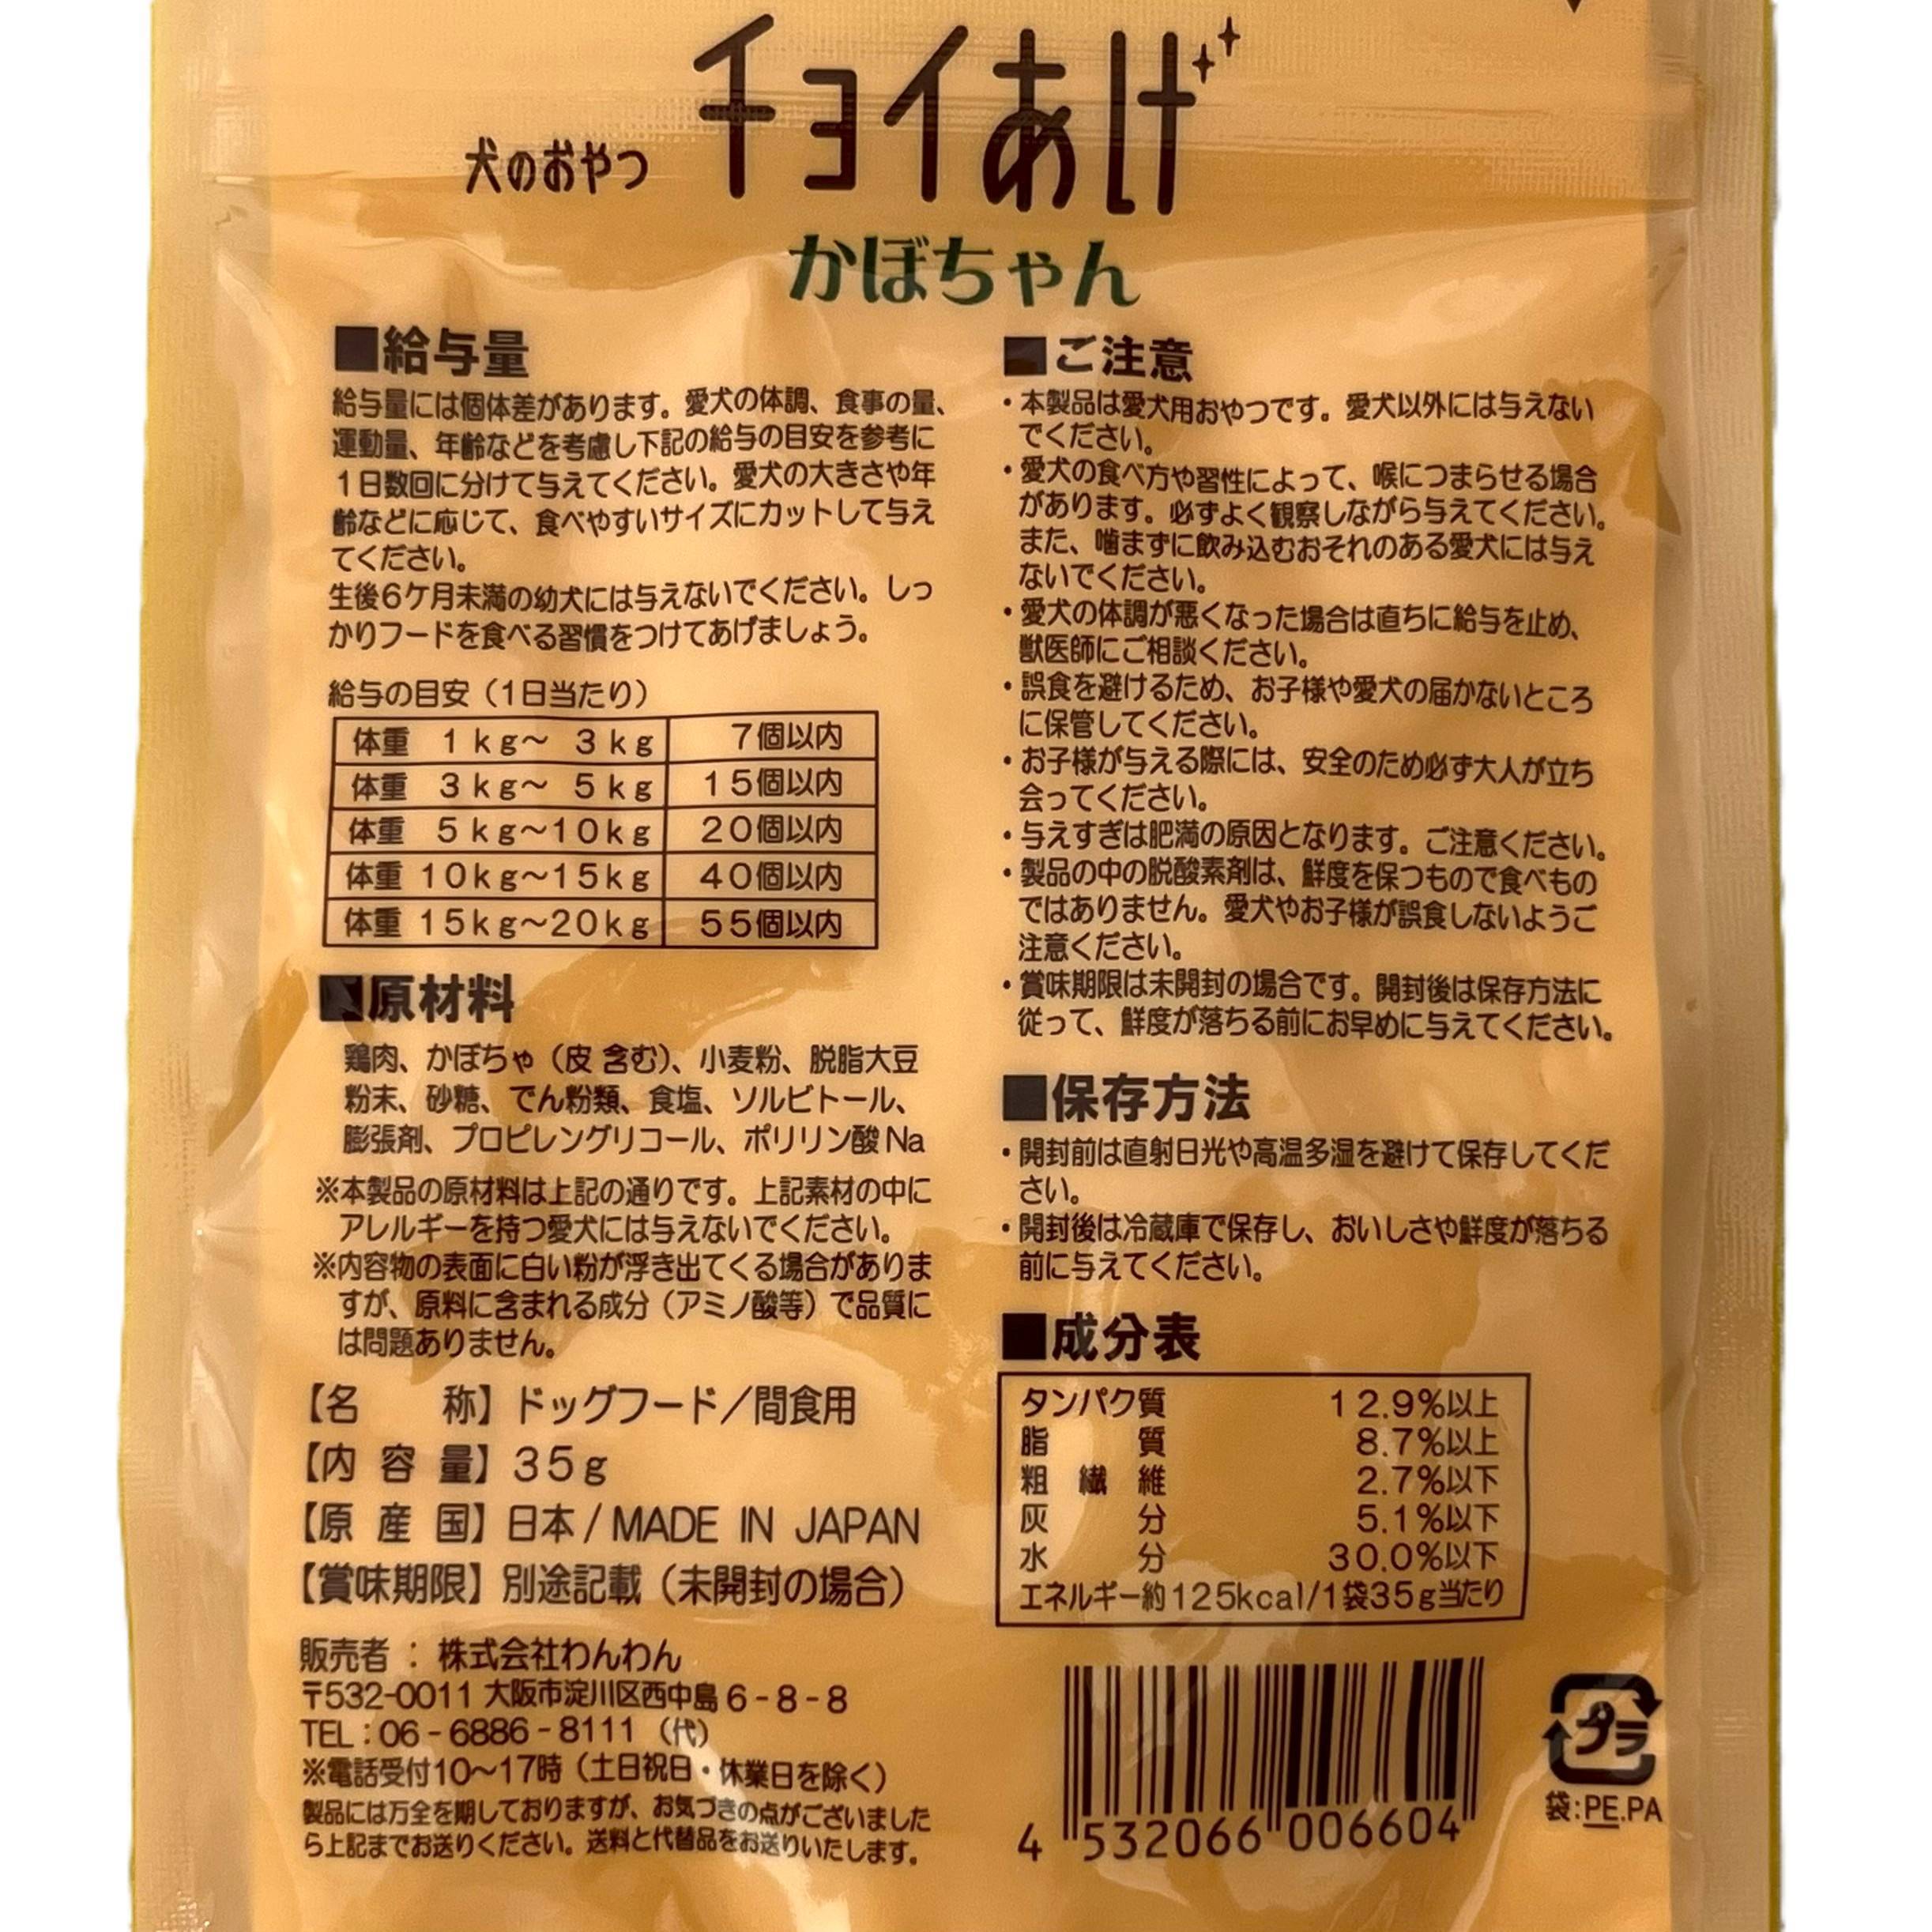 犬のおやつ チョイあげ
かぼちゃん
■給与量
給与量には個体差があります。愛犬の体調、食事の量、
運動量、年齢などを考慮し下記の給与の目安を参考に
1日数回に分けて与えてください。愛犬の大きさや年
齢などに応じて、食べやすいサイズにカットして与え
てください。
生後6ケ月未満の幼犬には与えないでください。しっ
かりフードを食べる習慣をつけてあげましょう。
給与の目安（1日当たり）
体重 1kg～ 3kg 7個以内
体重 3kg～ 5kg 15個以内
体重 5kg～10kg 20個以内
体重 10kg～15kg 40個以内
体重 15kg～20kg 55個以内
■原材料
鶏肉、かぼちゃ（皮 含む）、小麦粉、脱脂大豆
粉末、砂糖、でん粉類、食塩、ソルビトール、
膨張剤、プロピレングリコール、ポリリン酸Na
※本製品の原材料は上記の通りです。上記素材の中に
アレルギーを持つ愛犬には与えないでください。
※内容物の表面に白い粉が浮き出てくる場合がありま
すが、原料に含まれる成分（アミノ酸等）で品質に
は問題ありません。
【名 称】ドッグフード／間食用
【内 容 量】35g
【原 産 国】日本/MADE IN JAPAN
【賞味期限】別途記載（未開封の場合）
販売者：株式会社わんわん
〒532-0011 大阪市淀川区西中島6-8-8
TEL：06-6886-8111（代）
※電話受付10～17時（土日祝日・休業日を除く）
製品には万全を期しておりますが、お気づきの点がございました
ら上記までお送りください。送料と代替品をお送りいたします。
■ご注意
・本製品は愛犬用おやつです。愛犬以外には与えない
でください。
・愛犬の食べ方や習性によって、喉につまらせる場合
があります。必ずよく観察しながら与えてください。
また、噛まずに飲み込むおそれのある愛犬には与え
ないでください。
・愛犬の体調が悪くなった場合は直ちに給与を止め、
獣医師にご相談ください。
・誤食を避けるため、お子様や愛犬の届かないところ
に保管してください。
・お子様が与える際には、安全のため必ず大人が立ち
会ってください。
・与えすぎは肥満の原因となります。ご注意ください。
・製品の中の脱酸素剤は、鮮度を保つもので食べもの
ではありません。愛犬やお子様が誤食しないようご
注意ください。
・賞味期限は未開封の場合です。開封後は保存方法に
従って、鮮度が落ちる前にお早めに与えてください。
■保存方法
・開封前は直射日光や高温多湿を避けて保存してくだ
さい。
・開封後は冷蔵庫で保存し、おいしさや鮮度が落ちる
前に与えてください。
■成分表
タンパク質 12.9%以上
脂 質 8.7%以上
粗 繊 維 2.7%以下
灰 分 5.1%以下
水 分 30.0%以下
エネルギー約125kcal/1袋35g当たり
4 532066 006604
プラ
袋:PE.PA